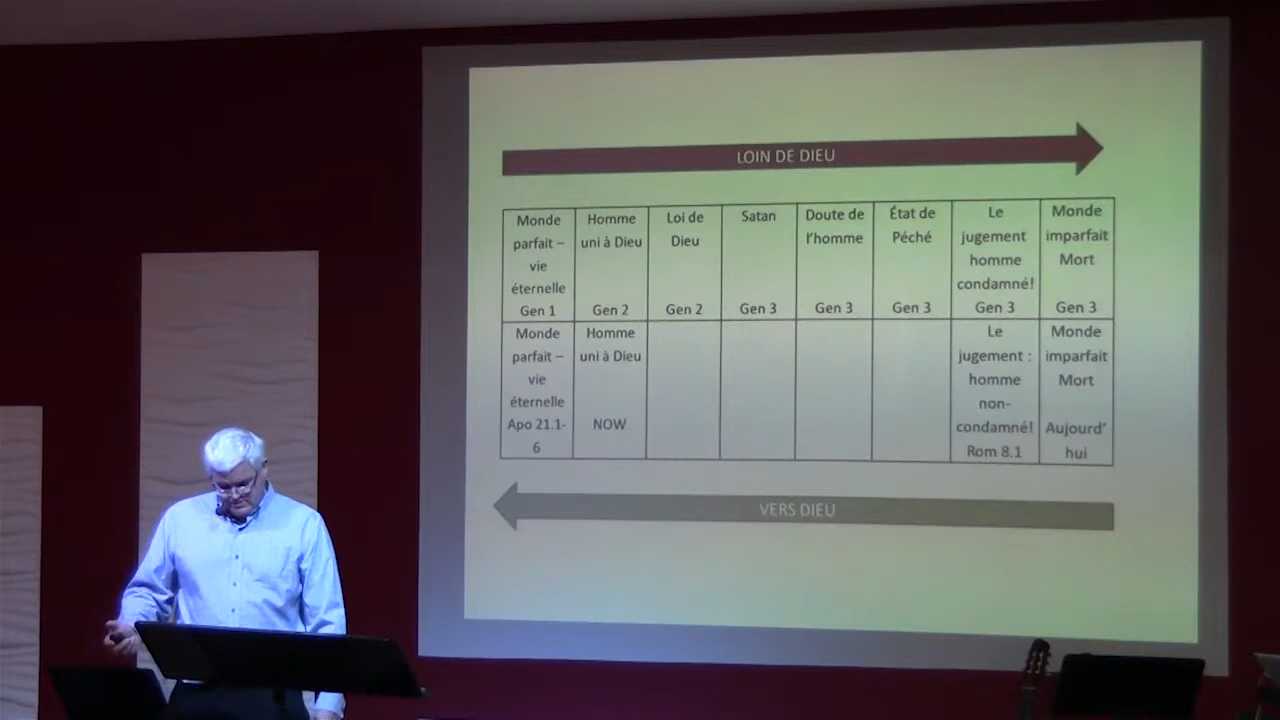 LOIN DE DIEU
Monde
parfait –
vie
éternelle
Gen 1
Homme
uni à Dieu
Gen 2
Loi de
Dieu
Gen 2
Satan
Gen 3
Doute de
l'homme
Gen 3
État de
Péché
Gen 3
Le
jugement
homme
condamné!
Gen 3
Monde
imparfait
Mort
Gen 3
Monde
parfait –
vie
éternelle
Apo 21.1-
6
Homme
uni à Dieu
NOW
Le
jugement :
homme
non-
condamné!
Rom 8.1
Monde
imparfait
Mort
Aujourd'
hui
VERS DIEU